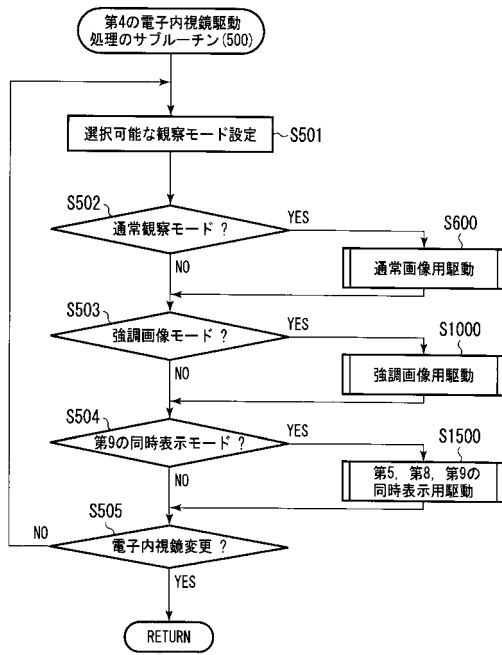 第4の電子内視鏡駆動
処理のサブルーチン(500)
選択可能な観察モード設定
S501
S502
通常観察モード ?
YES
NO
S600
通常画像用駆動
S503
強調画像モード ?
YES
NO
S1000
強調画像用駆動
S504
第9の同時表示モード ?
YES
NO
S1500
第5, 第8, 第9の
同時表示用駆動
S505
電子内視鏡変更 ?
NO
YES
RETURN